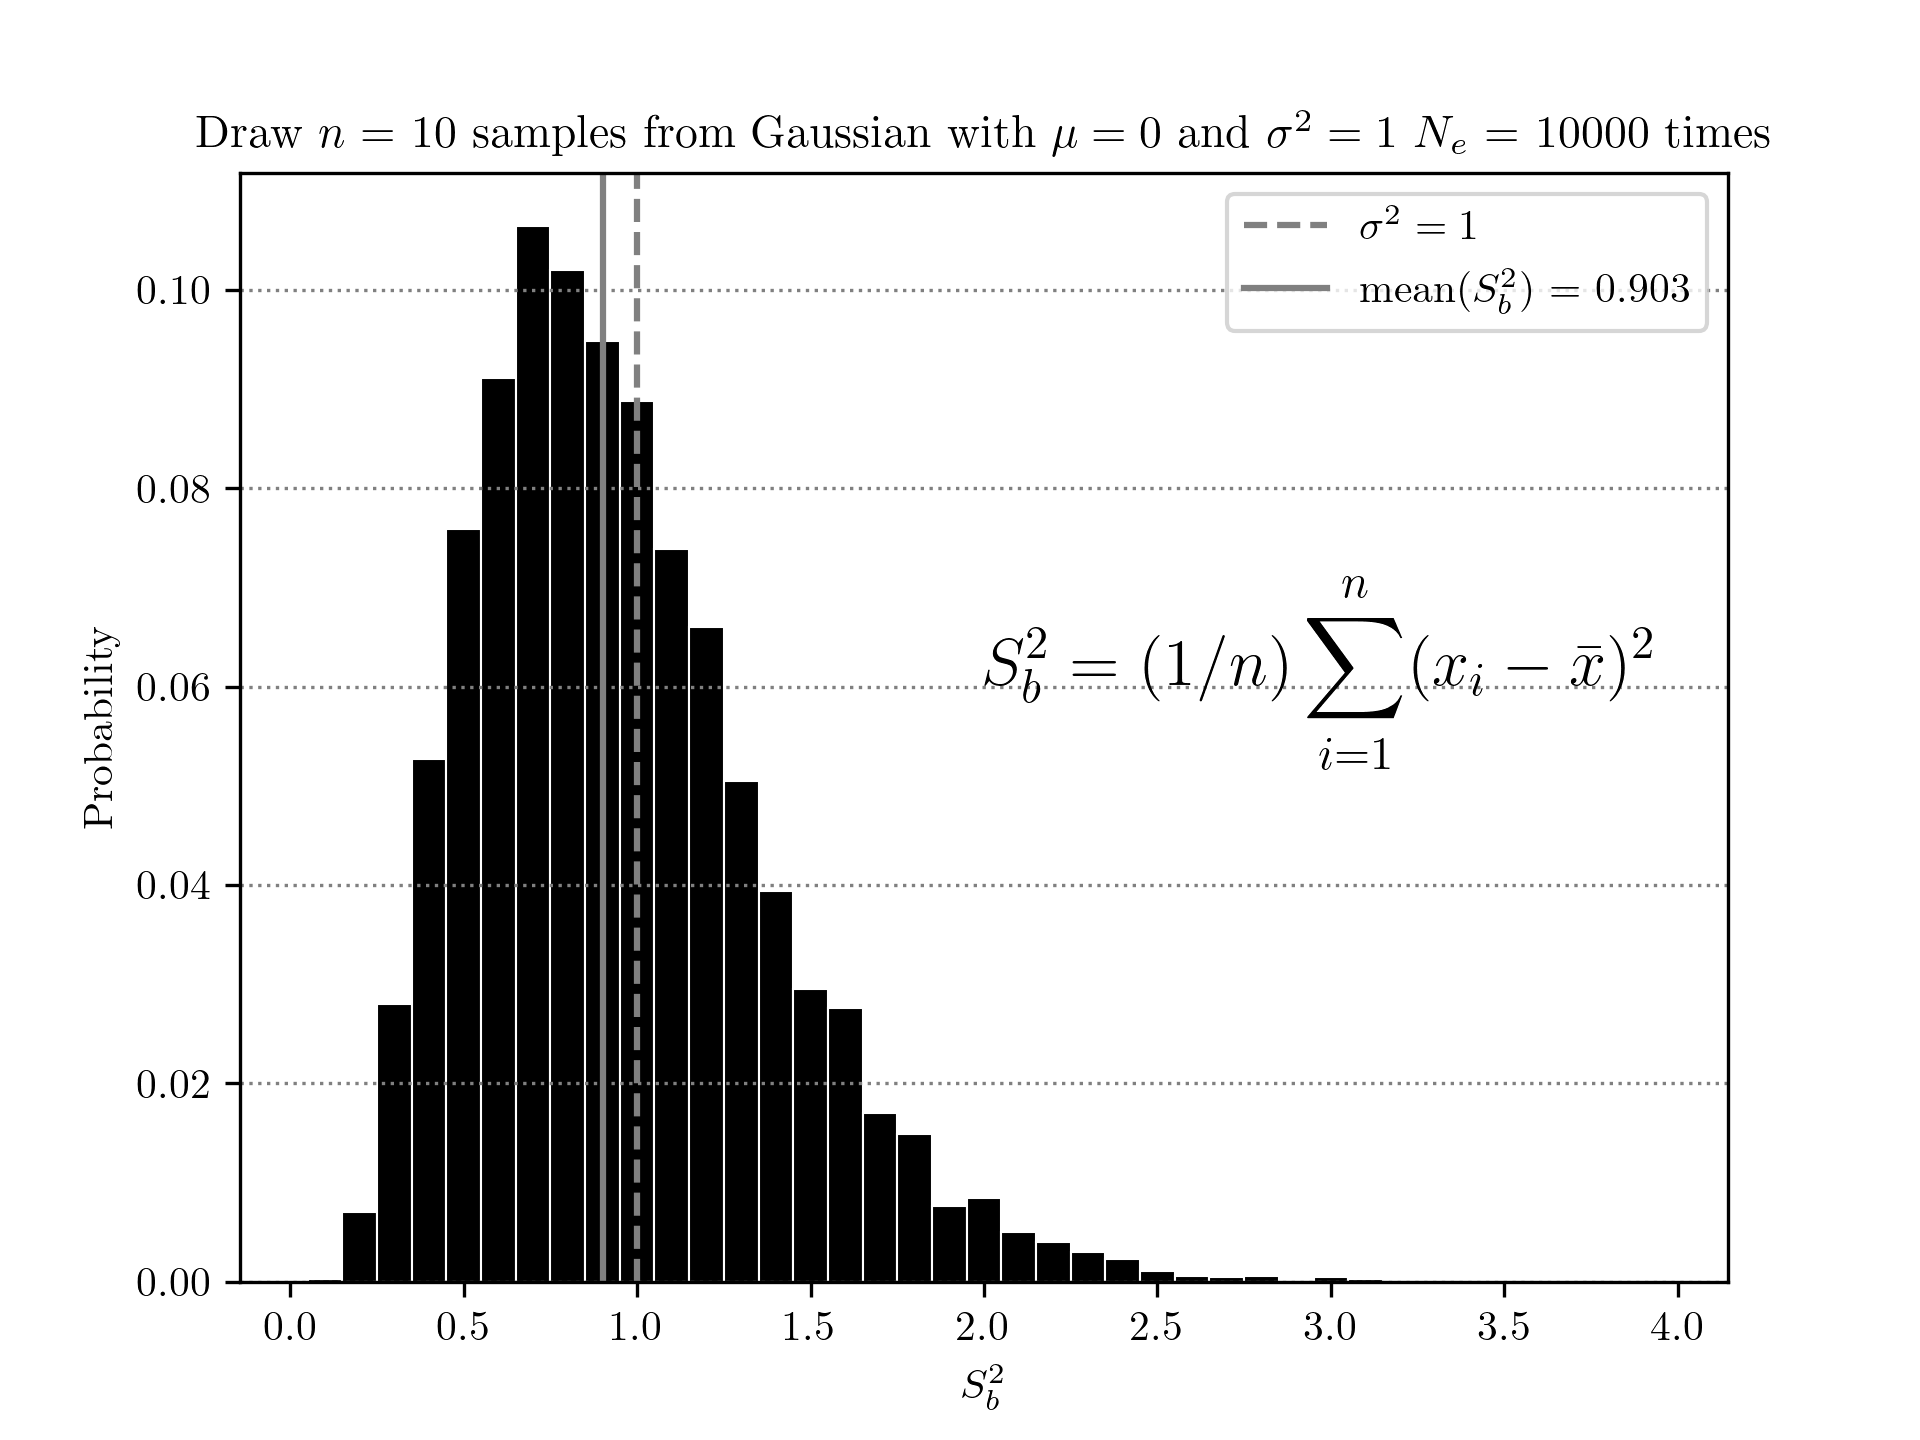 Draw n = 10 samples from Gaussian with μ = 0 and σ² = 1 Nₑ = 10000 times
σ² = 1
mean(S_b²) = 0.903
S_b² = (1/n) ∑_{i=1}^{n} (x_i − x̄)²
Probability
0.10
0.08
0.06
0.04
0.02
0.00
0.0 0.5 1.0 1.5 2.0 2.5 3.0 3.5 4.0
S_b²